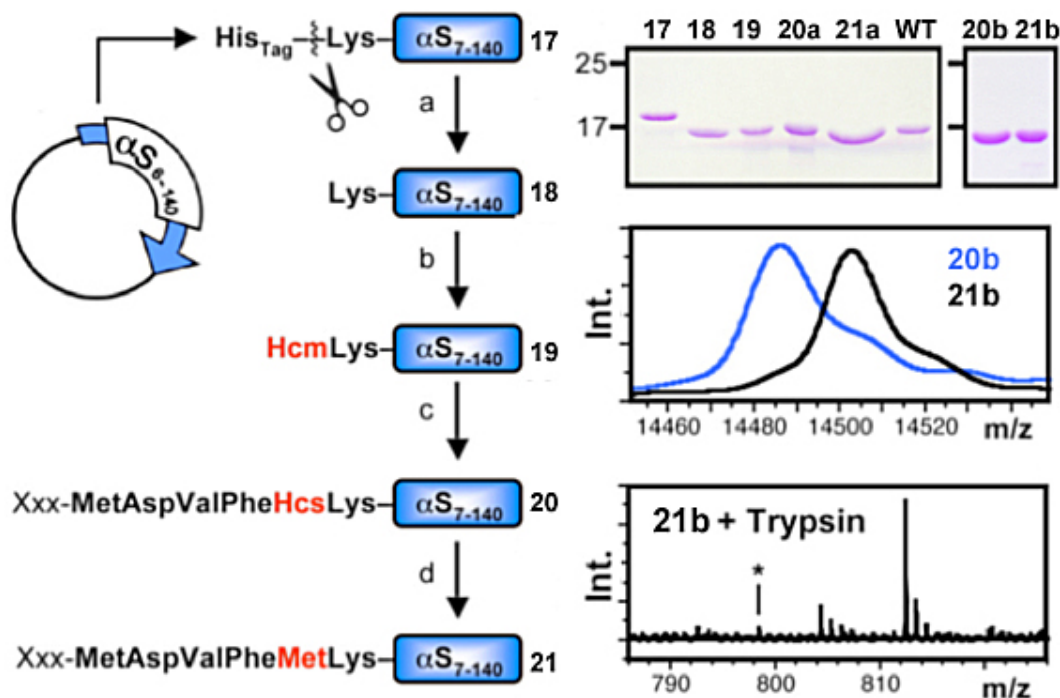 HisTag Lys αS7-140 17
a
αS6-140
Lys αS7-140 18
b
HcmLys αS7-140 19
c
Xxx-MetAspValPheHcsLys αS7-140 20
d
Xxx-MetAspValPheMetLys αS7-140 21
17 18 19 20a 21a WT 20b 21b
25
17
20b
21b
Int.
14460 14480 14500 14520 m/z
21b + Trypsin
*
Int.
790 800 810 m/z